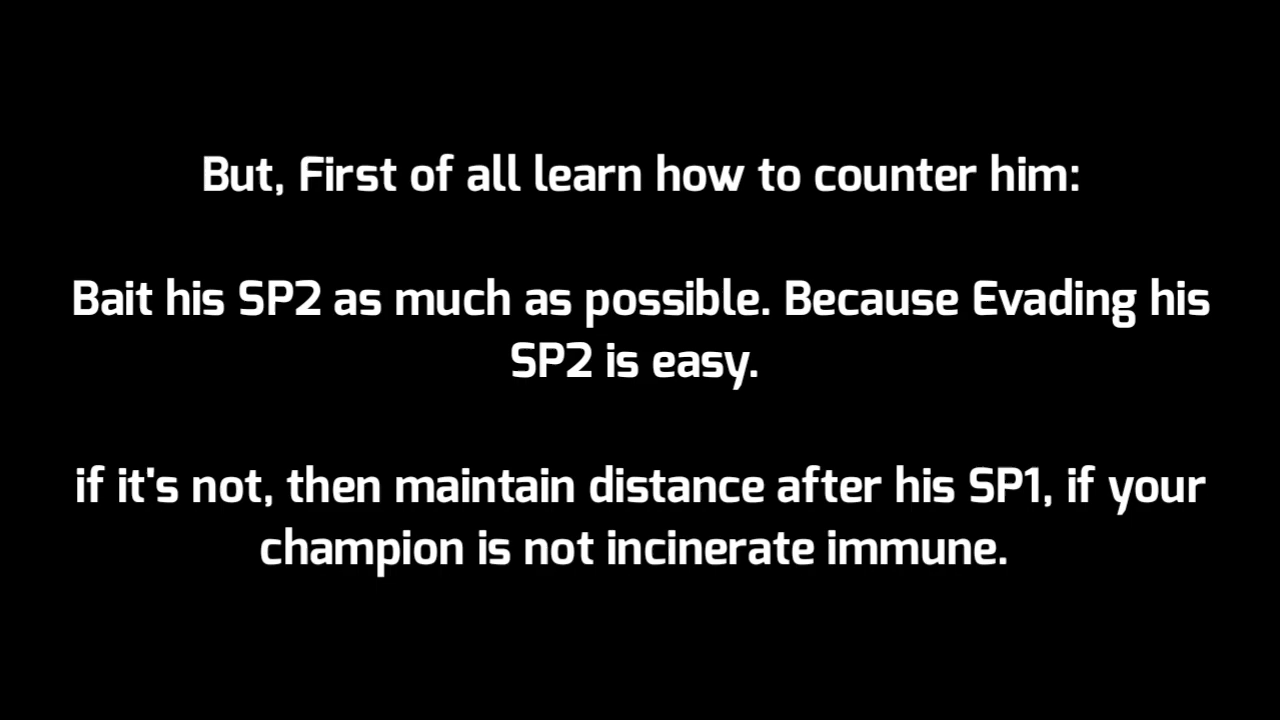 But, First of all learn how to counter him:
Bait his SP2 as much as possible. Because Evading his
SP2 is easy.
if it's not, then maintain distance after his SP1, if your
champion is not incinerate immune.